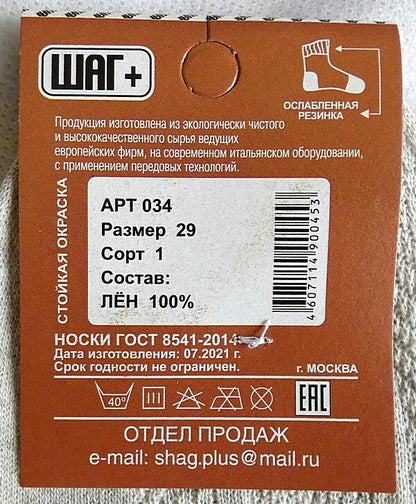 ШАГ+
ОСЛАБЛЕННАЯ
РЕЗИНКА
Продукция изготовлена из экологически чистого
и высококачественного сырья ведущих
европейских фирм, на современном итальянском оборудовании,
с применением передовых технологий.
СТОЙКАЯ ОКРАСКА
АРТ 034
Размер 29
Сорт 1
Состав:
ЛЁН 100%
4607114900453
НОСКИ ГОСТ 8541-2014
Дата изготовления: 07.2021 г.
Срок годности не ограничен.
г. МОСКВА
40°
EAC
ОТДЕЛ ПРОДАЖ
e-mail: shag.plus@mail.ru